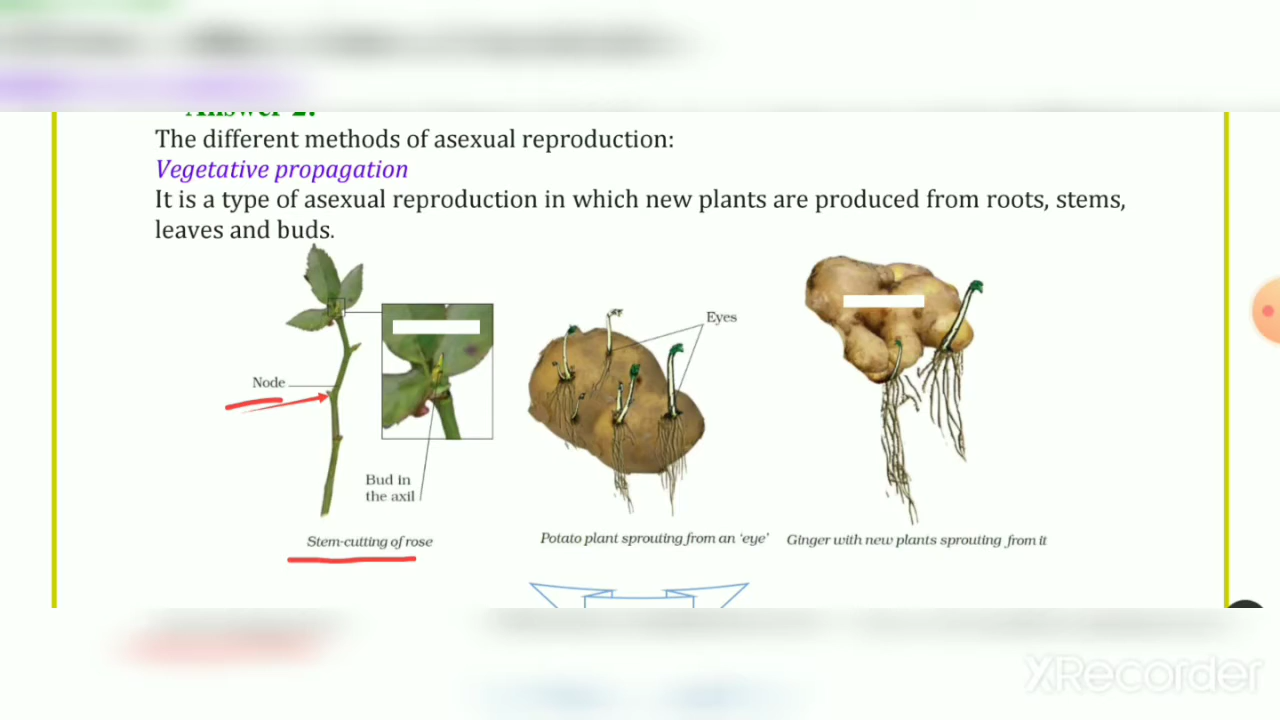 Answer 2:
The different methods of asexual reproduction:
Vegetative propagation
It is a type of asexual reproduction in which new plants are produced from roots, stems,
leaves and buds.
Eyes
Node
Bud in
the axil
Stem-cutting of rose
Potato plant sprouting from an ‘eye’
Ginger with new plants sprouting from it
XRecorder